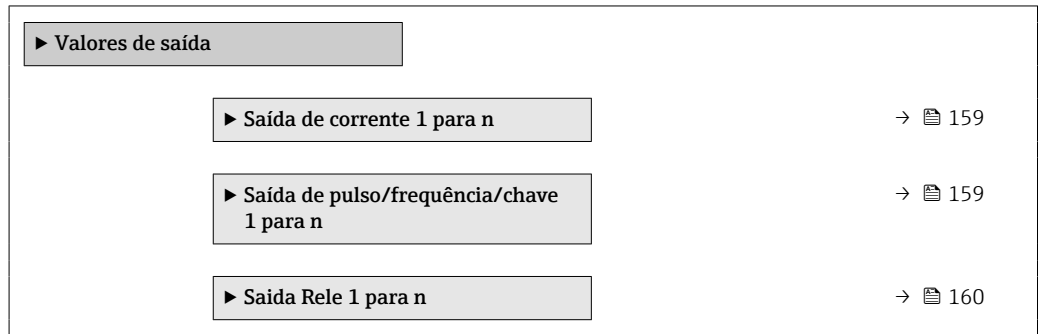 ► Valores de saída
► Saída de corrente 1 para n → 159
► Saída de pulso/frequência/chave
1 para n → 159
► Saida Rele 1 para n → 160